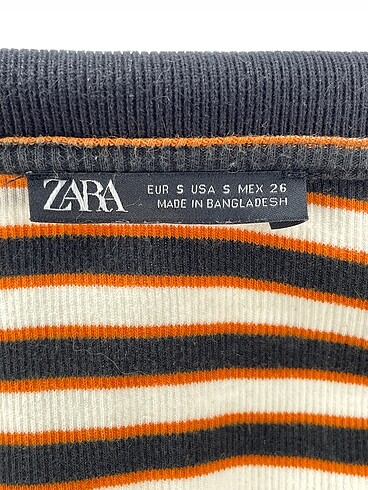 ZARA
EUR S USA S MEX 26
MADE IN BANGLADESH